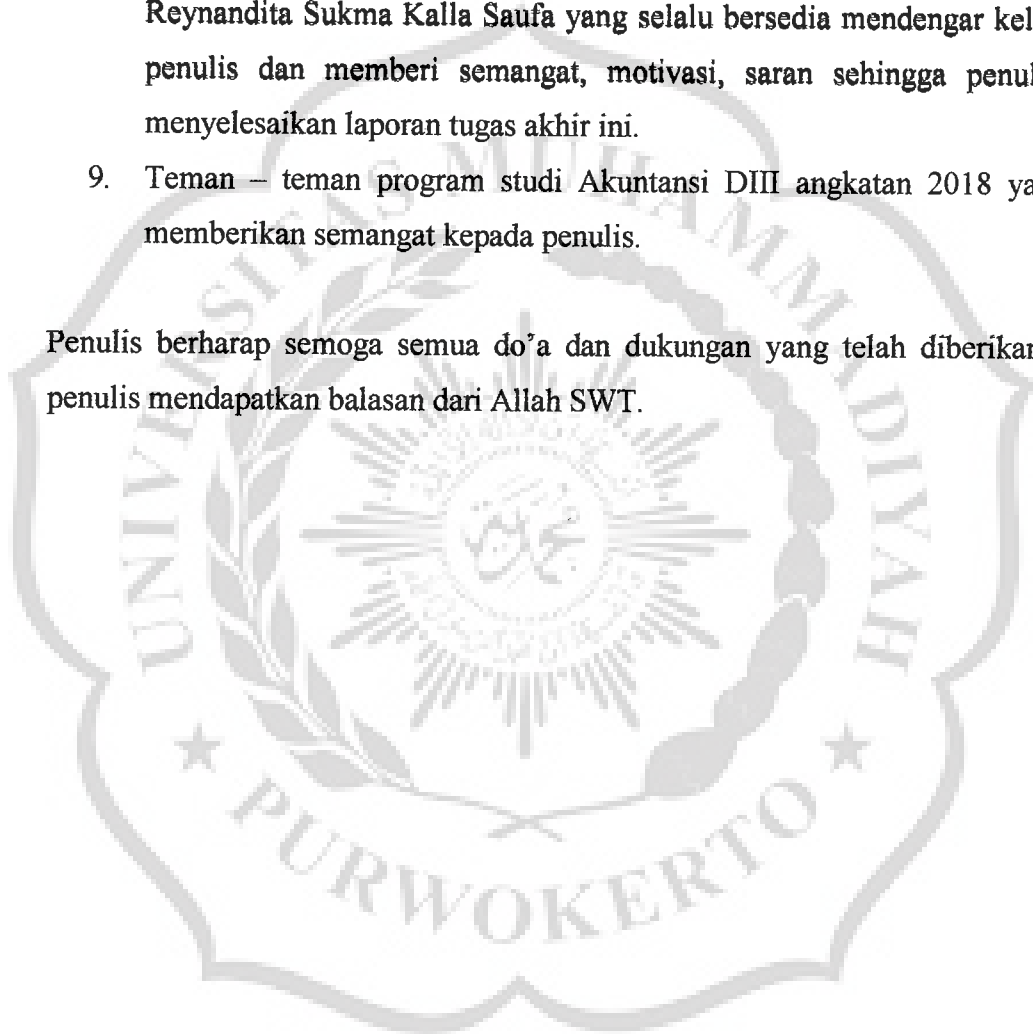 Reynandita Sukma Kalla Saufa yang selalu bersedia mendengar kel
penulis dan memberi semangat, motivasi, saran sehingga penul
menyelesaikan laporan tugas akhir ini.
9. Teman – teman program studi Akuntansi DIII angkatan 2018 ya
memberikan semangat kepada penulis.
Penulis berharap semoga semua do'a dan dukungan yang telah diberikan
penulis mendapatkan balasan dari Allah SWT.
UNIVERSITAS MUHAMMADIYAH
PURWOKERTO